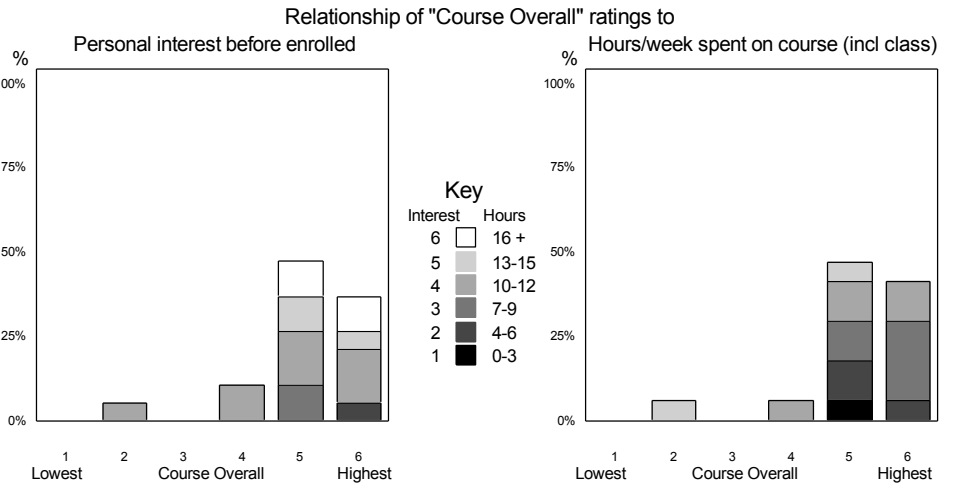 Relationship of "Course Overall" ratings to
Personal interest before enrolled
%
00%
75%
50%
25%
0%
1 2 3 4 5 6
Lowest Course Overall Highest
Key
Interest Hours
6 16 +
5 13-15
4 10-12
3 7-9
2 4-6
1 0-3
Hours/week spent on course (incl class)
%
100%
75%
50%
25%
0%
1 2 3 4 5 6
Lowest Course Overall Highest